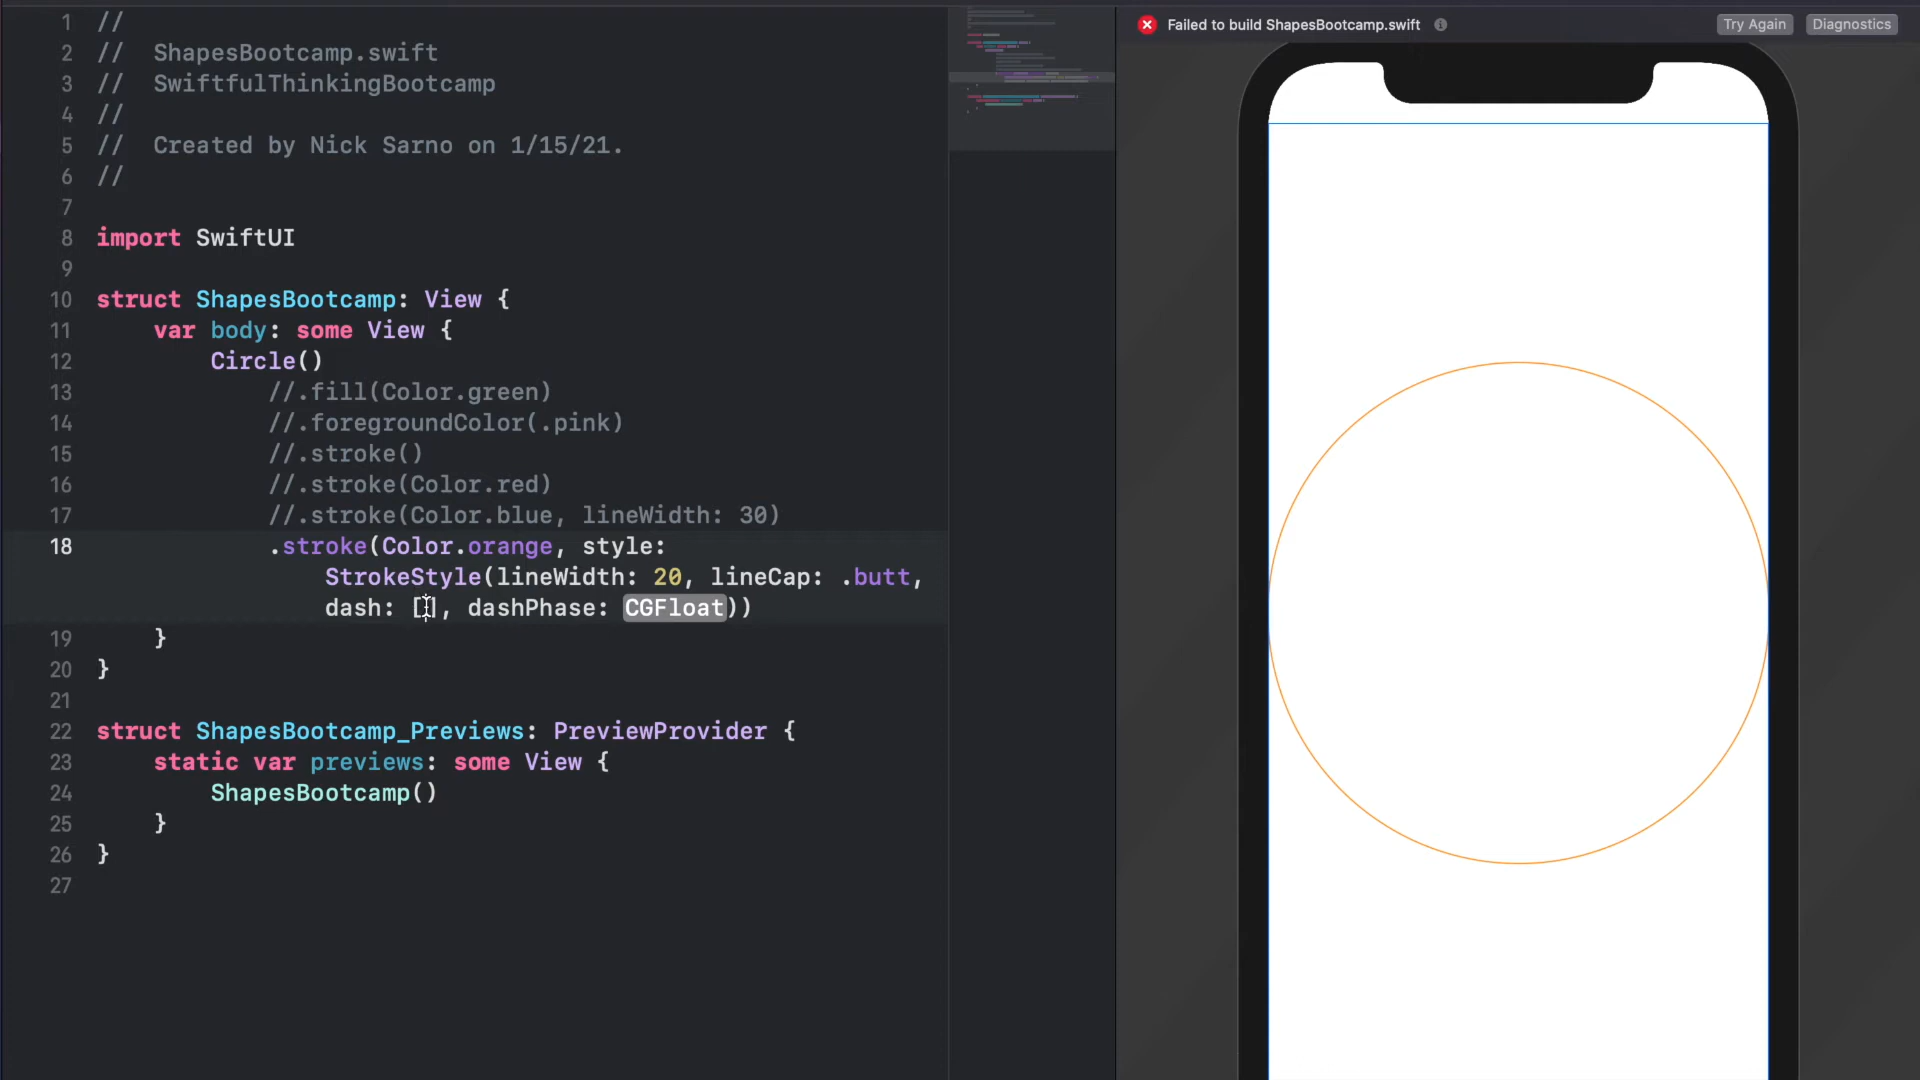 1 //
2 //  ShapesBootcamp.swift
3 //  SwiftfulThinkingBootcamp
4 //
5 //  Created by Nick Sarno on 1/15/21.
6 //
7
8 import SwiftUI
9
10 struct ShapesBootcamp: View {
11     var body: some View {
12         Circle()
13             //.fill(Color.green)
14             //.foregroundColor(.pink)
15             //.stroke()
16             //.stroke(Color.red)
17             //.stroke(Color.blue, lineWidth: 30)
18             .stroke(Color.orange, style:
                StrokeStyle(lineWidth: 20, lineCap: .butt,
                dash: [], dashPhase: CGFloat))
19     }
20 }
21
22 struct ShapesBootcamp_Previews: PreviewProvider {
23     static var previews: some View {
24         ShapesBootcamp()
25     }
26 }
27
Failed to build ShapesBootcamp.swift
Try Again
Diagnostics